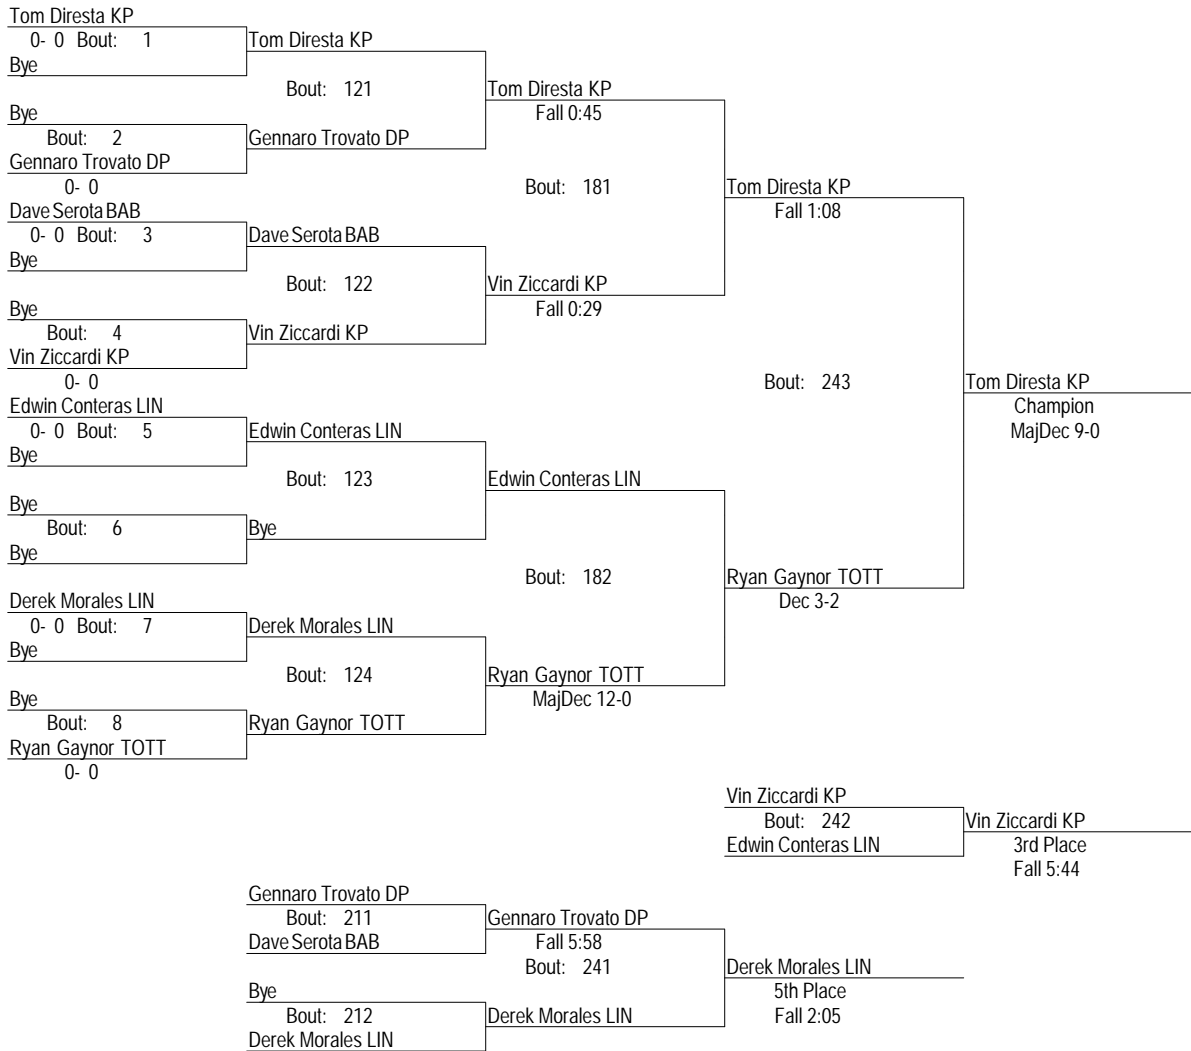 Tom Diresta KP
0- 0 Bout: 1
Bye
Tom Diresta KP
Bout: 121
Bye
Bout: 2
Gennaro Trovato DP
0- 0
Gennaro Trovato DP
Tom Diresta KP
Fall 0:45
Bout: 181
Dave Serota BAB
0- 0 Bout: 3
Bye
Dave Serota BAB
Bout: 122
Bye
Bout: 4
Vin Ziccardi KP
0- 0
Vin Ziccardi KP
Vin Ziccardi KP
Fall 0:29
Tom Diresta KP
Fall 1:08
Bout: 243
Edwin Conteras LIN
0- 0 Bout: 5
Bye
Edwin Conteras LIN
Bout: 123
Bye
Bout: 6
Bye
Bye
Edwin Conteras LIN
Bout: 182
Derek Morales LIN
0- 0 Bout: 7
Bye
Derek Morales LIN
Bout: 124
Bye
Bout: 8
Ryan Gaynor TOTT
0- 0
Ryan Gaynor TOTT
Ryan Gaynor TOTT
MajDec 12-0
Ryan Gaynor TOTT
Dec 3-2
Tom Diresta KP
Champion
MajDec 9-0
Vin Ziccardi KP
Bout: 242
Edwin Conteras LIN
Vin Ziccardi KP
3rd Place
Fall 5:44
Gennaro Trovato DP
Bout: 211
Dave Serota BAB
Gennaro Trovato DP
Fall 5:58
Bout: 241
Bye
Bout: 212
Derek Morales LIN
Derek Morales LIN
Derek Morales LIN
5th Place
Fall 2:05